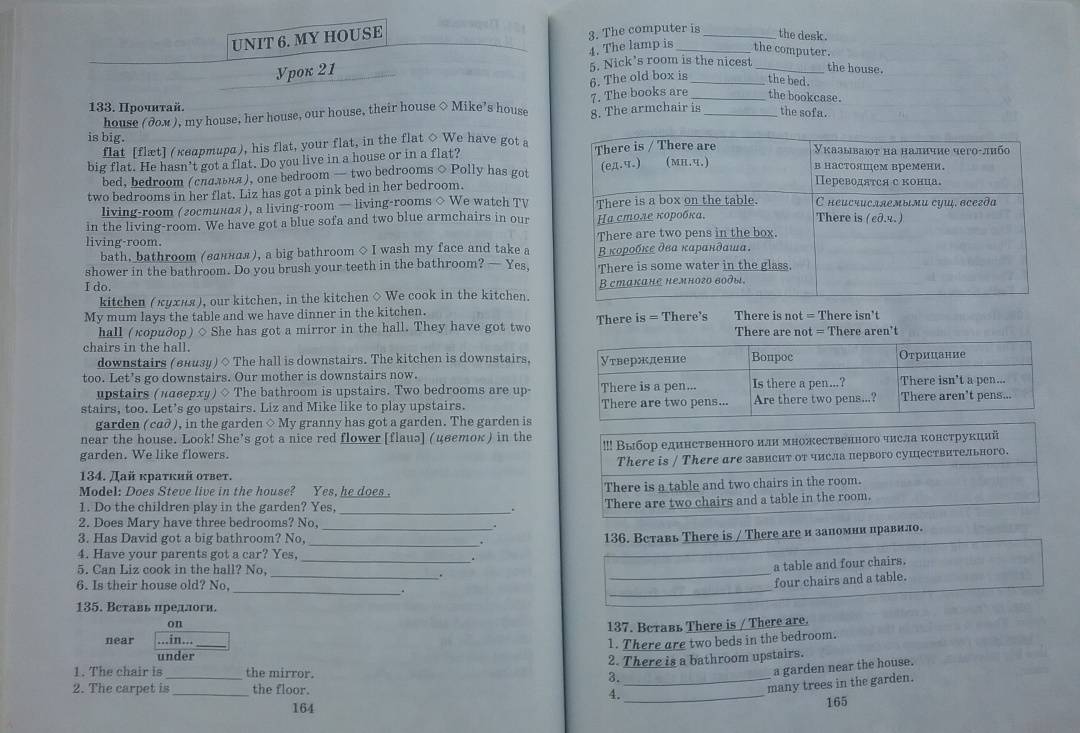 UNIT 6. MY HOUSE
Урок 21
133. Прочитай.
house (дом), my house, her house, our house, their house ◇ Mike's house
is big.
flat [flæt] (квартира), his flat, your flat, in the flat ◇ We have got a
big flat. He hasn't got a flat. Do you live in a house or in a flat?
bed, bedroom (спальня), one bedroom — two bedrooms ◇ Polly has got
two bedrooms in her flat. Liz has got a pink bed in her bedroom.
living-room (гостиная), a living-room — living-rooms ◇ We watch TV
in the living-room. We have got a blue sofa and two blue armchairs in our
living-room.
bath, bathroom (ванная), a big bathroom ◇ I wash my face and take a
shower in the bathroom. Do you brush your teeth in the bathroom? — Yes,
I do.
kitchen (кухня), our kitchen, in the kitchen ◇ We cook in the kitchen.
My mum lays the table and we have dinner in the kitchen.
hall (коридор) ◇ She has got a mirror in the hall. They have got two
chairs in the hall.
downstairs (внизу) ◇ The hall is downstairs. The kitchen is downstairs,
too. Let's go downstairs. Our mother is downstairs now.
upstairs (наверху) ◇ The bathroom is upstairs. Two bedrooms are up-
stairs, too. Let's go upstairs. Liz and Mike like to play upstairs.
garden (сад), in the garden ◇ My granny has got a garden. The garden is
near the house. Look! She's got a nice red flower [flauə] (цветок) in the
garden. We like flowers.
134. Дай краткий ответ.
Model: Does Steve live in the house? Yes, he does.
1. Do the children play in the garden? Yes, ____.
2. Does Mary have three bedrooms? No, ____.
3. Has David got a big bathroom? No, ____.
4. Have your parents got a car? Yes, ____.
5. Can Liz cook in the hall? No, ____.
6. Is their house old? No, ____.
135. Вставь предлоги.
on
near ...in... ____
under
1. The chair is ____ the mirror.
2. The carpet is ____ the floor.
164
3. The computer is ____ the desk.
4. The lamp is ____ the computer.
5. Nick's room is the nicest ____ the house.
6. The old box is ____ the bed.
7. The books are ____ the bookcase.
8. The armchair is ____ the sofa.
There is / There are
(ед.ч.) (мн.ч.)
Указывают на наличие чего-либо
в настоящем времени.
Переводятся с конца.
There is a box on the table.
На столе коробка.
There are two pens in the box.
В коробке два карандаша.
There is some water in the glass.
В стакане немного воды.
С неисчисляемыми сущ. всегда
There is (ед.ч.)
There is = There's There is not = There isn't
There are not = There aren't
Утверждение Вопрос Отрицание
There is a pen... Is there a pen...? There isn't a pen...
There are two pens... Are there two pens...? There aren't pens...
!!! Выбор единственного или множественного числа конструкций
There is / There are зависит от числа первого существительного.
There is a table and two chairs in the room.
There are two chairs and a table in the room.
136. Вставь There is / There are и запомни правило.
____ a table and four chairs.
____ four chairs and a table.
137. Вставь There is / There are.
1. There are two beds in the bedroom.
2. There is a bathroom upstairs.
3. ____ a garden near the house.
4. ____ many trees in the garden.
165